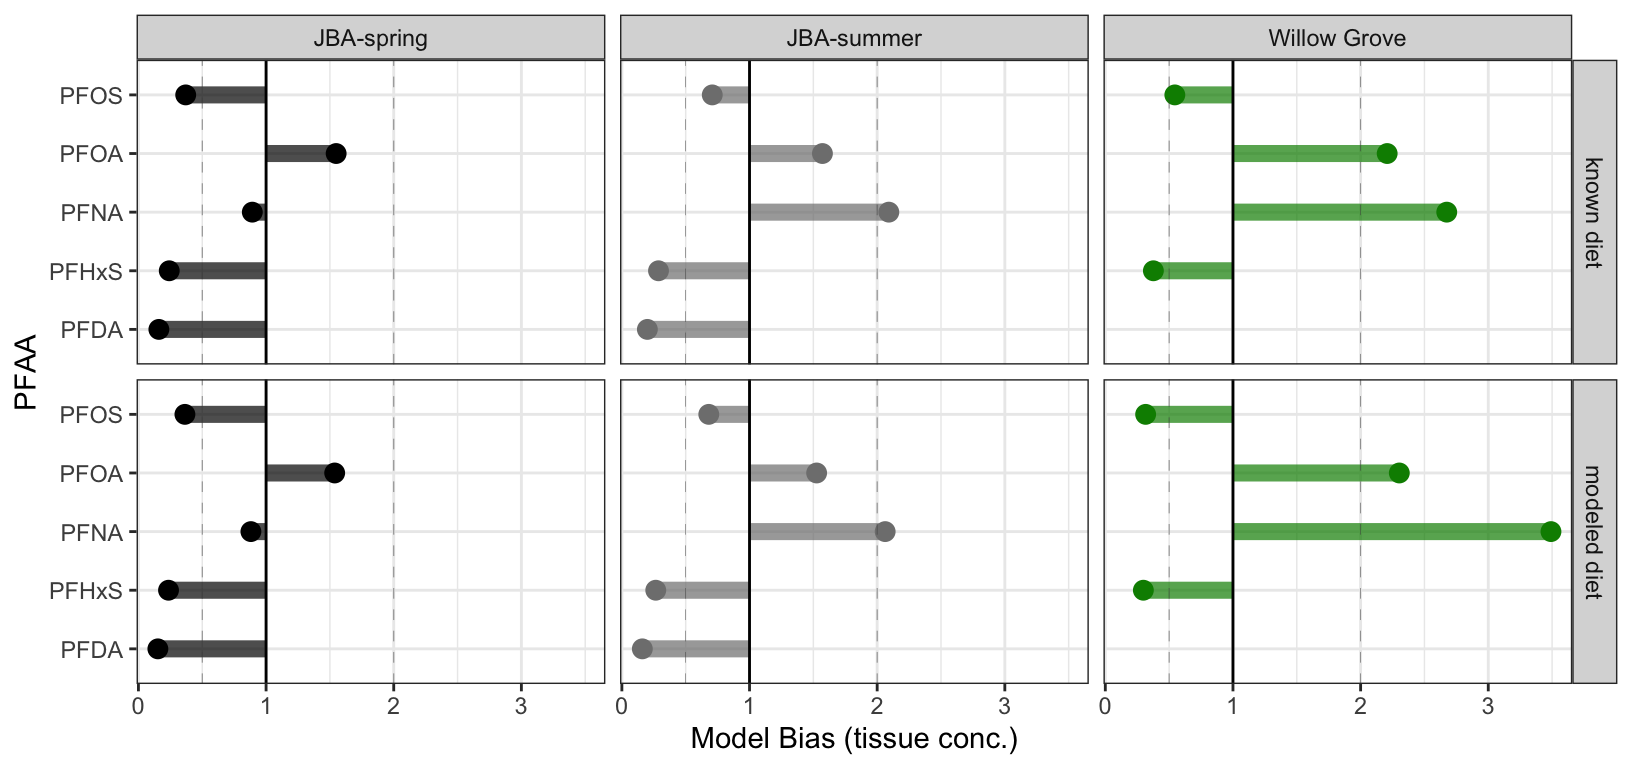 JBA-spring JBA-summer Willow Grove
PFOS
PFOA
PFNA
PFHxS
PFDA
known diet
PFAA
PFOS
PFOA
PFNA
PFHxS
PFDA
modeled diet
0 1 2 3 0 1 2 3 0 1 2 3
Model Bias (tissue conc.)